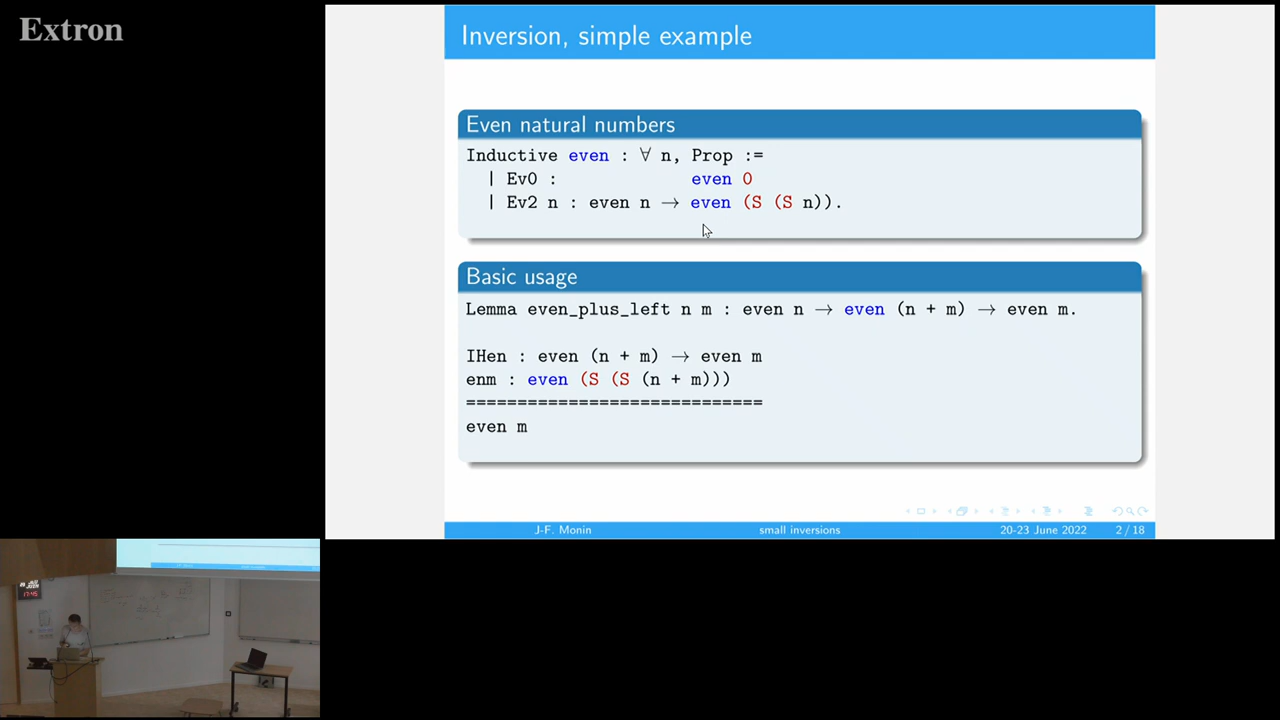 Extron
Inversion, simple example
Even natural numbers
Inductive even : ∀ n, Prop :=
| Ev0 : even 0
| Ev2 n : even n → even (S (S n)).
Basic usage
Lemma even_plus_left n m : even n → even (n + m) → even m.
IHen : even (n + m) → even m
enm : even (S (S (n + m)))
=============================
even m
J-F. Monin small inversions 20-23 June 2022 2 / 18
17:45